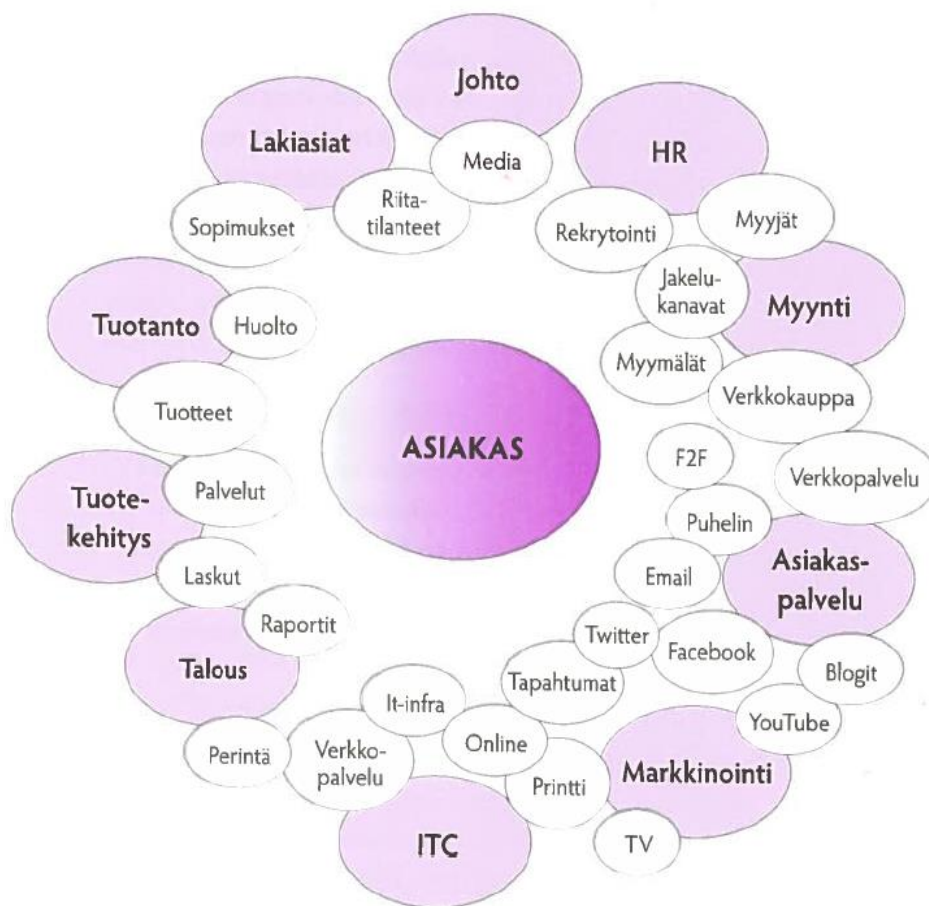 Johto
Lakiasiat
HR
Media
Riita-
tilanteet
Sopimukset
Rekrytointi
Myyjät
Jakelu-
kanavat
Myynti
Tuotanto
Huolto
Myymälät
Verkkokauppa
Tuotteet
ASIAKAS
F2F
Verkkopalvelu
Tuote-
kehitys
Palvelut
Puhelin
Asiakas-
palvelu
Laskut
Email
Raportit
Twitter
Facebook
Talous
Tapahtumat
Blogit
It-infra
YouTube
Perintä
Verkko-
palvelu
Online
Markkinointi
Printti
ITC
TV